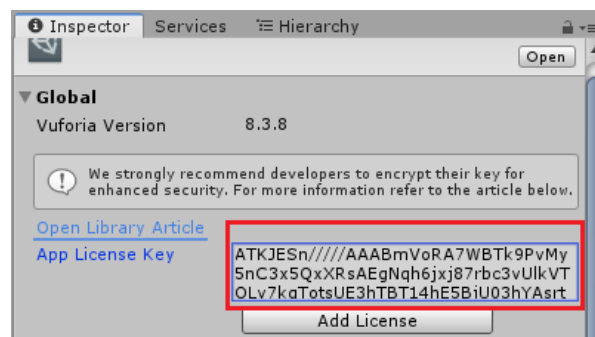 Inspector Services Hierarchy
Open
Global
Vuforia Version 8.3.8
We strongly recommend developers to encrypt their key for
enhanced security. For more information refer to the article below.
Open Library Article
App License Key
ATKJESn/////AAABmVoRA7WBTk9PvMy
5nC3x5QxXRsAEgNqh6jxj87rbc3vUlkVT
OLv7kaTotsUE3hTBT14hE5BiU03hYAsrt
Add License